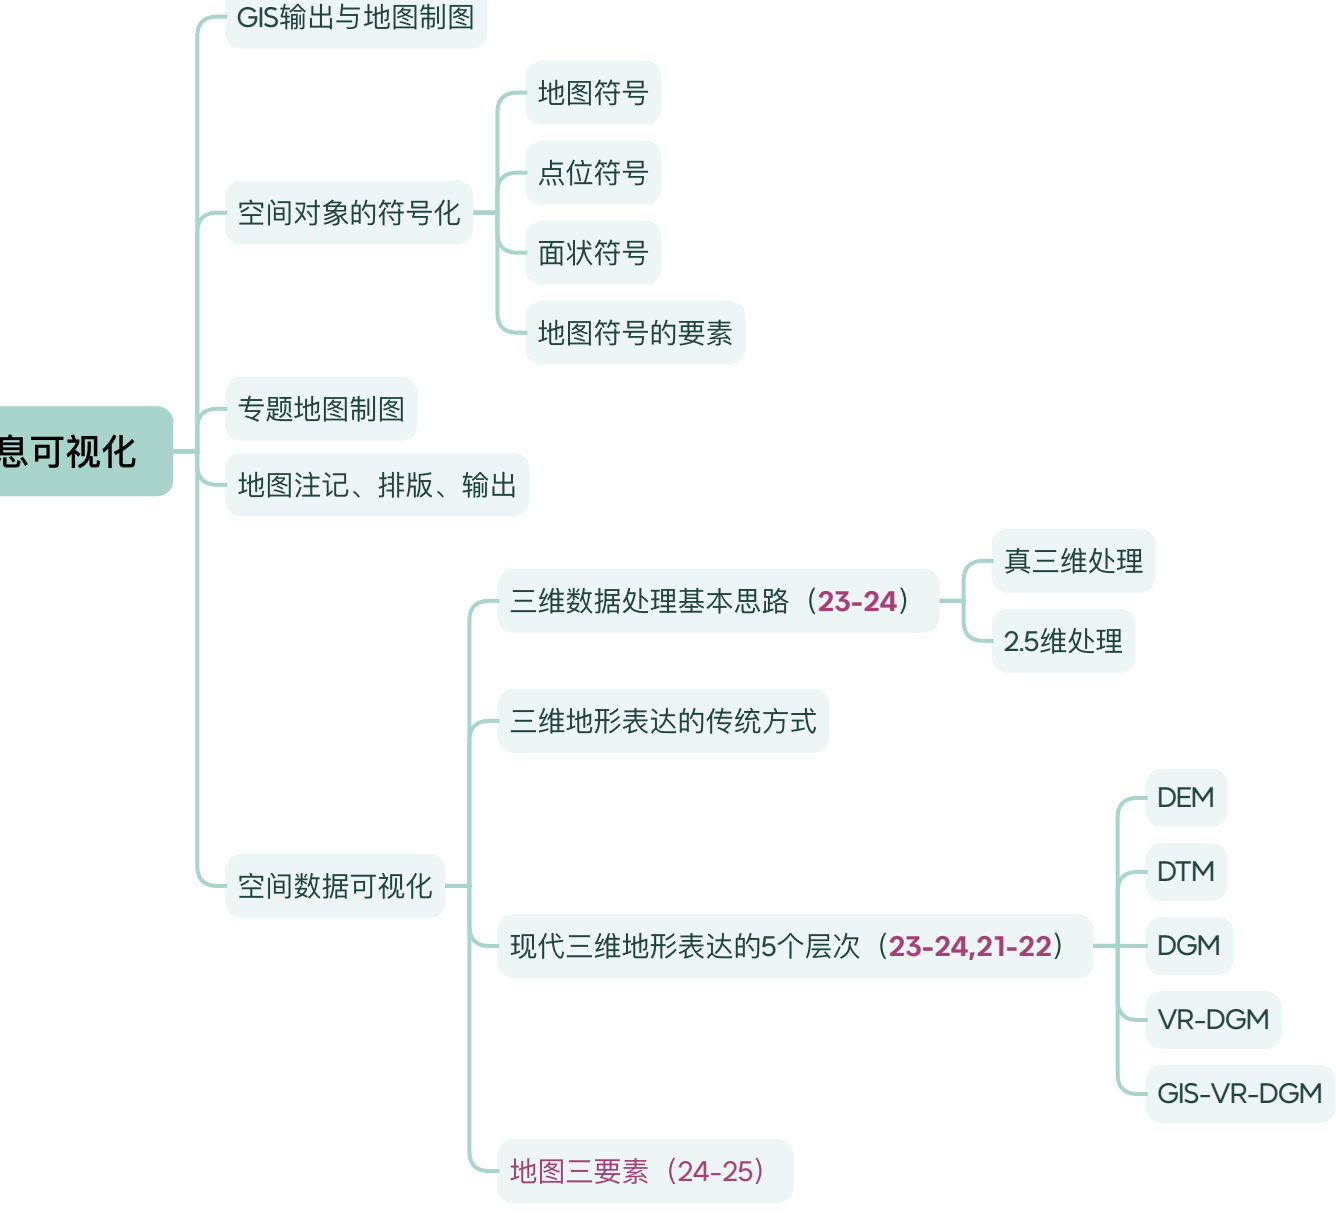 GIS输出与地图制图
地图符号
点位符号
空间对象的符号化
面状符号
地图符号的要素
专题地图制图
息可视化
地图注记、排版、输出
真三维处理
三维数据处理基本思路（23-24）
2.5维处理
三维地形表达的传统方式
DEM
DTM
空间数据可视化
现代三维地形表达的5个层次（23-24,21-22）
DGM
VR-DGM
GIS-VR-DGM
地图三要素（24-25）